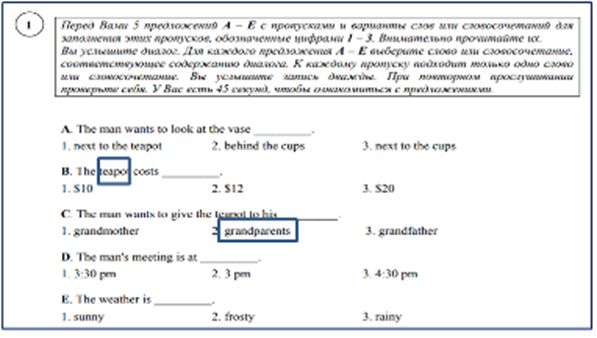 1
Перед Вами 5 предложений A – E с пропусками и варианты слов или словосочетаний для
заполнения этих пропусков, обозначенные цифрами 1 – 3. Внимательно прочитайте их.
Вы услышите диалог. Для каждого предложения A – E выберите слово или словосочетание,
соответствующее содержанию диалога. К каждому пропуску подходит только одно слово
или словосочетание. Вы услышите запись дважды. При повторном прослушивании
проверьте себя. У Вас есть 45 секунд, чтобы ознакомиться с предложениями.
A. The man wants to look at the vase __________.
1. next to the teapot 2. behind the cups 3. next to the cups
B. The teapot costs __________.
1. $10 2. $12 3. $20
C. The man wants to give the teapot to his __________.
1. grandmother 2 grandparents 3. grandfather
D. The man's meeting is at __________.
1. 3:30 pm 2. 3 pm 3. 4:30 pm
E. The weather is __________.
1. sunny 2. frosty 3. rainy